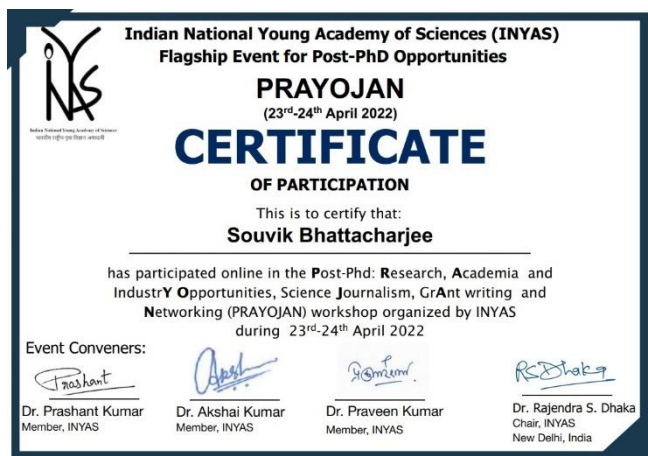 Indian National Young Academy of Sciences (INYAS)
Flagship Event for Post-PhD Opportunities
PRAYOJAN
(23rd-24th April 2022)
INYAS
Indian National Young Academy of Science
भारतीय राष्ट्रीय युवा विज्ञान अकादमी
CERTIFICATE
OF PARTICIPATION
This is to certify that:
Souvik Bhattacharjee
has participated online in the Post-Phd: Research, Academia and
IndustrY Opportunities, Science Journalism, GrAnt writing and
Networking (PRAYOJAN) workshop organized by INYAS
during 23rd-24th April 2022
Event Conveners:
Prashant
RSDhaka
Dr. Prashant Kumar
Member, INYAS
Dr. Akshai Kumar
Member, INYAS
Dr. Praveen Kumar
Member, INYAS
Dr. Rajendra S. Dhaka
Chair, INYAS
New Delhi, India